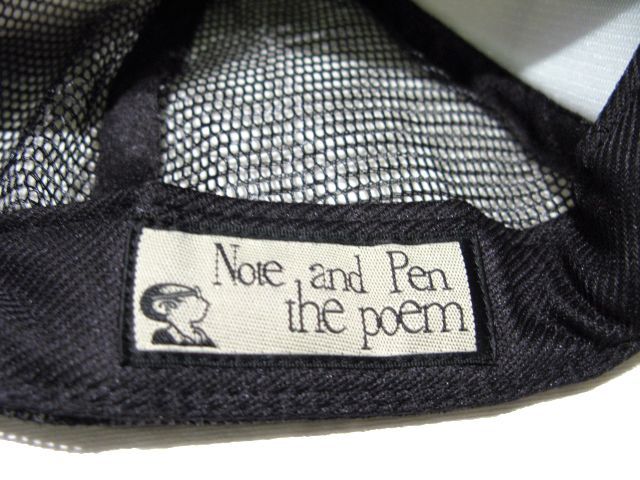 Note and Pen
the poem